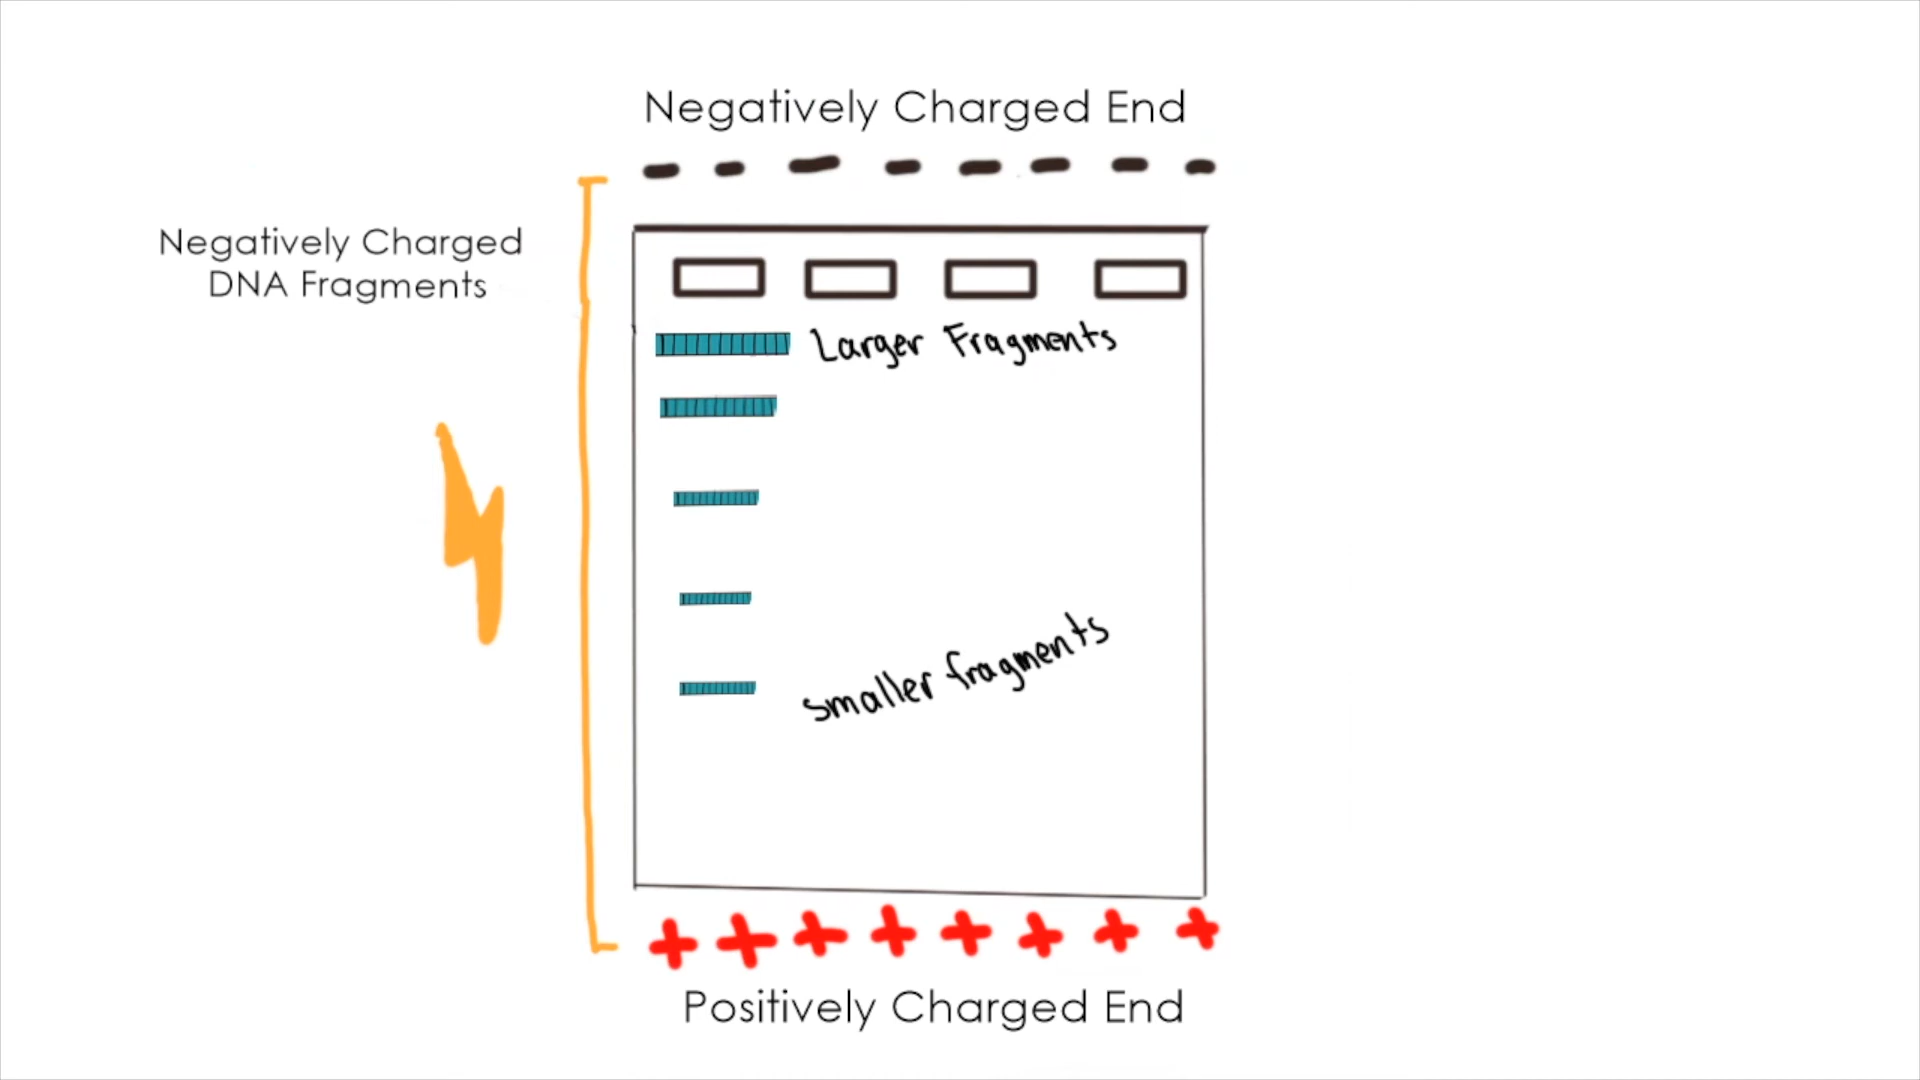 Negatively Charged End
Negatively Charged
DNA Fragments
Larger Fragments
smaller fragments
Positively Charged End